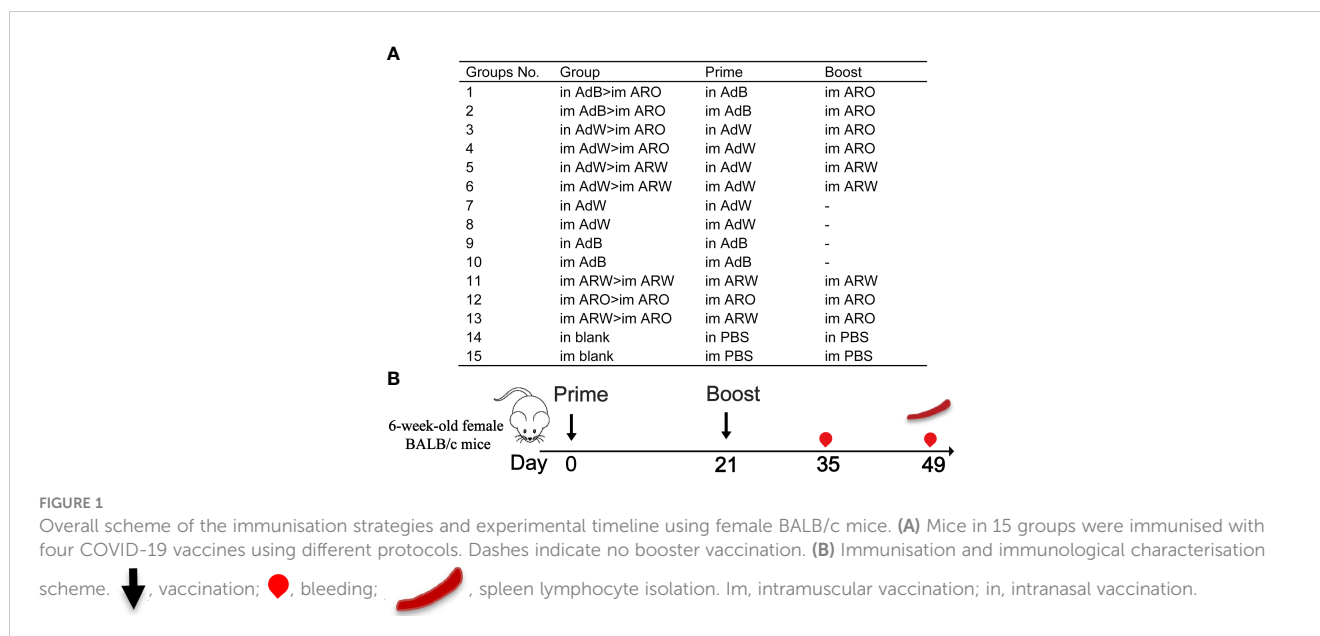 A
Groups No. Group Prime Boost
1 in AdB>im ARO in AdB im ARO
2 im AdB>im ARO im AdB im ARO
3 in AdW>im ARO in AdW im ARO
4 im AdW>im ARO im AdW im ARO
5 in AdW>im ARW in AdW im ARW
6 im AdW>im ARW im AdW im ARW
7 in AdW in AdW -
8 im AdW im AdW -
9 in AdB in AdB -
10 im AdB im AdB -
11 im ARW>im ARW im ARW im ARW
12 im ARO>im ARO im ARO im ARO
13 im ARW>im ARO im ARW im ARO
14 in blank in PBS in PBS
15 im blank im PBS im PBS
B
Prime Boost
6-week-old female
BALB/c mice
Day 0 21 35 49
FIGURE 1
Overall scheme of the immunisation strategies and experimental timeline using female BALB/c mice. (A) Mice in 15 groups were immunised with
four COVID-19 vaccines using different protocols. Dashes indicate no booster vaccination. (B) Immunisation and immunological characterisation
scheme. , vaccination; , bleeding; , spleen lymphocyte isolation. Im, intramuscular vaccination; in, intranasal vaccination.